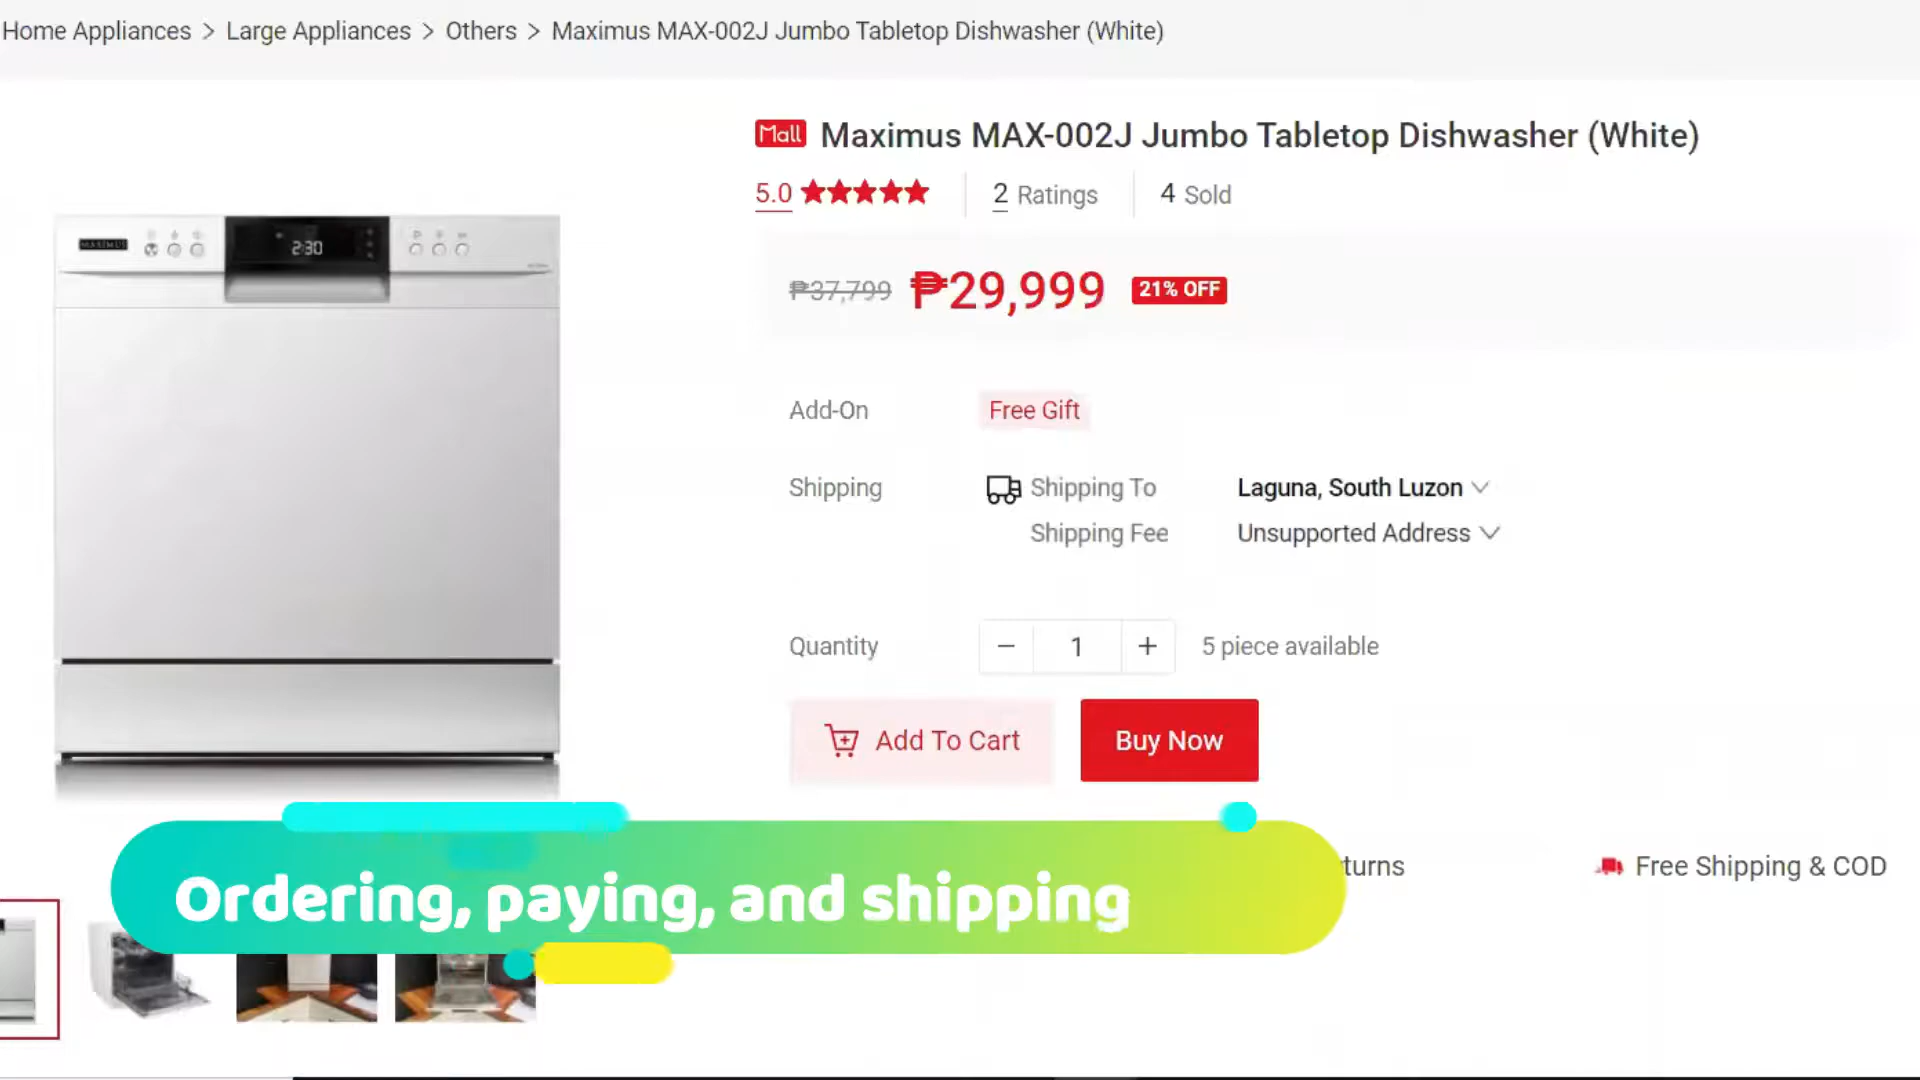 Home Appliances > Large Appliances > Others > Maximus MAX-002J Jumbo Tabletop Dishwasher (White)
Mall Maximus MAX-002J Jumbo Tabletop Dishwasher (White)
5.0 2 Ratings 4 Sold
MAXIMUS
2:30
₱37,799 ₱29,999 21% OFF
Add-On Free Gift
Shipping Shipping To Laguna, South Luzon
Shipping Fee Unsupported Address
Quantity − 1 + 5 piece available
Add To Cart Buy Now
turns Free Shipping & COD
Ordering, paying, and shipping